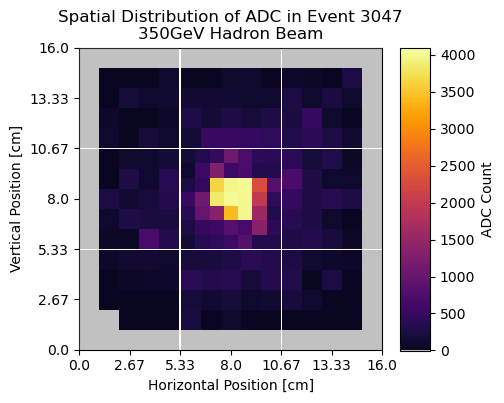 Spatial Distribution of ADC in Event 3047
350GeV Hadron Beam
16.0
13.33
10.67
8.0
5.33
2.67
0.0
Vertical Position [cm]
0.0 2.67 5.33 8.0 10.67 13.33 16.0
Horizontal Position [cm]
4000
3500
3000
2500
2000
1500
1000
500
0
ADC Count